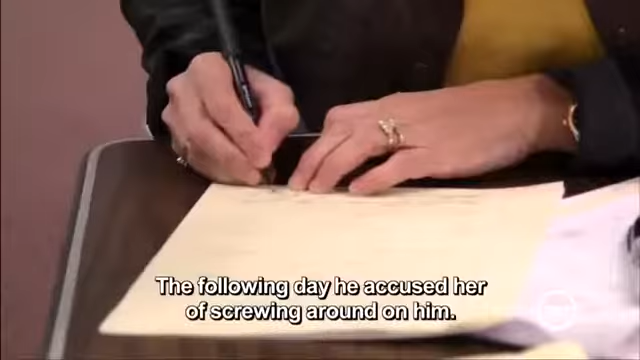 The following day he accused her
of screwing around on him.